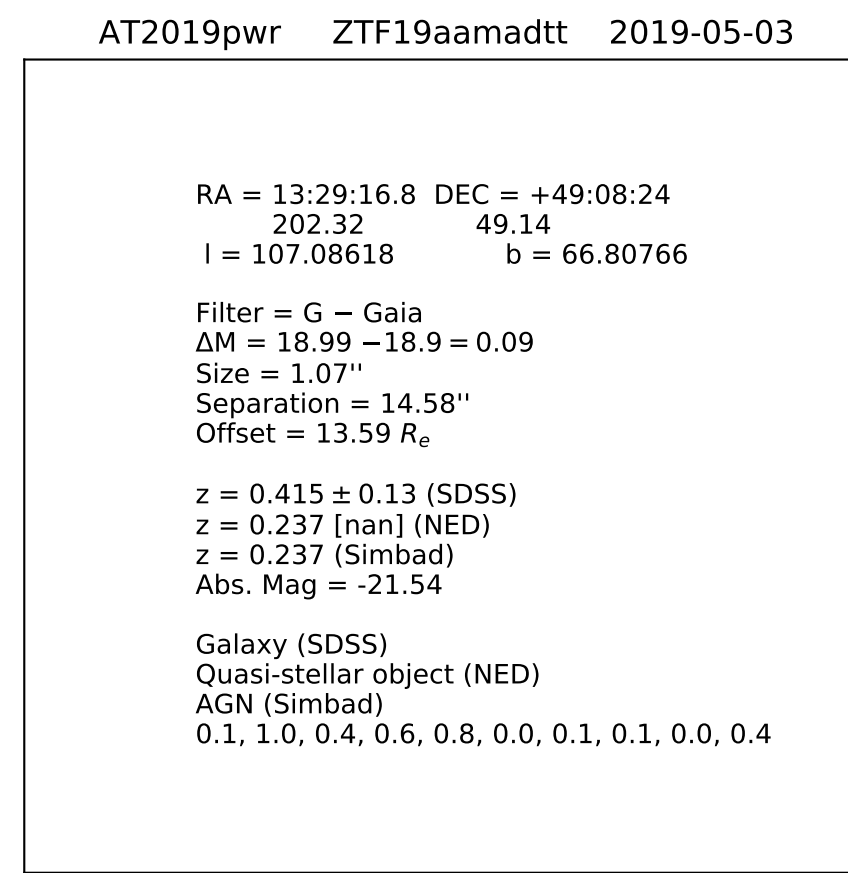 AT2019pwr ZTF19aamadtt 2019-05-03
RA = 13:29:16.8 DEC = +49:08:24
202.32 49.14
l = 107.08618 b = 66.80766
Filter = G − Gaia
ΔM = 18.99 −18.9 = 0.09
Size = 1.07''
Separation = 14.58''
Offset = 13.59 Rₑ
z = 0.415 ± 0.13 (SDSS)
z = 0.237 [nan] (NED)
z = 0.237 (Simbad)
Abs. Mag = -21.54
Galaxy (SDSS)
Quasi-stellar object (NED)
AGN (Simbad)
0.1, 1.0, 0.4, 0.6, 0.8, 0.0, 0.1, 0.1, 0.0, 0.4